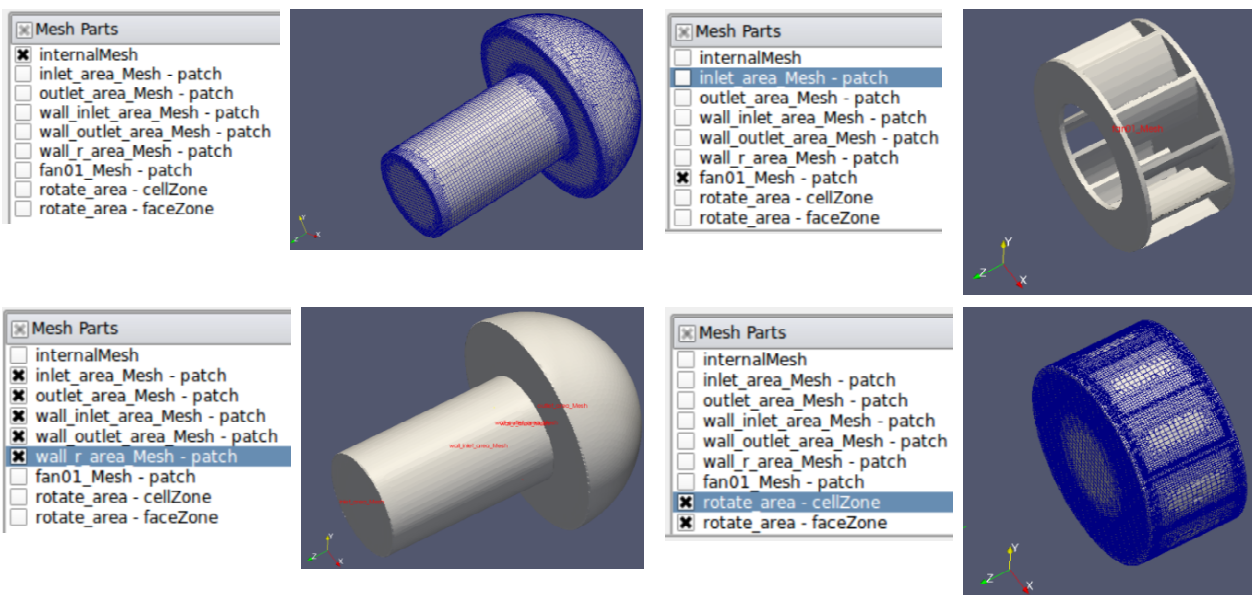 Mesh Parts
internalMesh
inlet_area_Mesh - patch
outlet_area_Mesh - patch
wall_inlet_area_Mesh - patch
wall_outlet_area_Mesh - patch
wall_r_area_Mesh - patch
fan01_Mesh - patch
rotate_area - cellZone
rotate_area - faceZone
Y
Z
X
Mesh Parts
internalMesh
inlet_area_Mesh - patch
outlet_area_Mesh - patch
wall_inlet_area_Mesh - patch
wall_outlet_area_Mesh - patch
wall_r_area_Mesh - patch
fan01_Mesh - patch
rotate_area - cellZone
rotate_area - faceZone
fan01_Mesh
Y
Z
X
Mesh Parts
internalMesh
inlet_area_Mesh - patch
outlet_area_Mesh - patch
wall_inlet_area_Mesh - patch
wall_outlet_area_Mesh - patch
wall_r_area_Mesh - patch
fan01_Mesh - patch
rotate_area - cellZone
rotate_area - faceZone
wall_inlet_area_Mesh
Y
Z
X
Mesh Parts
internalMesh
inlet_area_Mesh - patch
outlet_area_Mesh - patch
wall_inlet_area_Mesh - patch
wall_outlet_area_Mesh - patch
wall_r_area_Mesh - patch
fan01_Mesh - patch
rotate_area - cellZone
rotate_area - faceZone
Y
Z
X